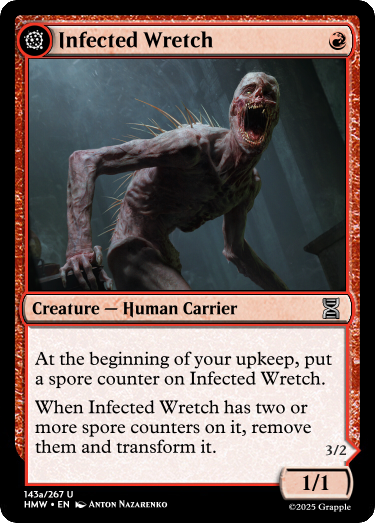 Infected Wretch
Creature — Human Carrier
At the beginning of your upkeep, put
a spore counter on Infected Wretch.
When Infected Wretch has two or
more spore counters on it, remove
them and transform it.
3/2
1/1
143a/267 U
HMW • EN Anton Nazarenko
©2025 Grapple